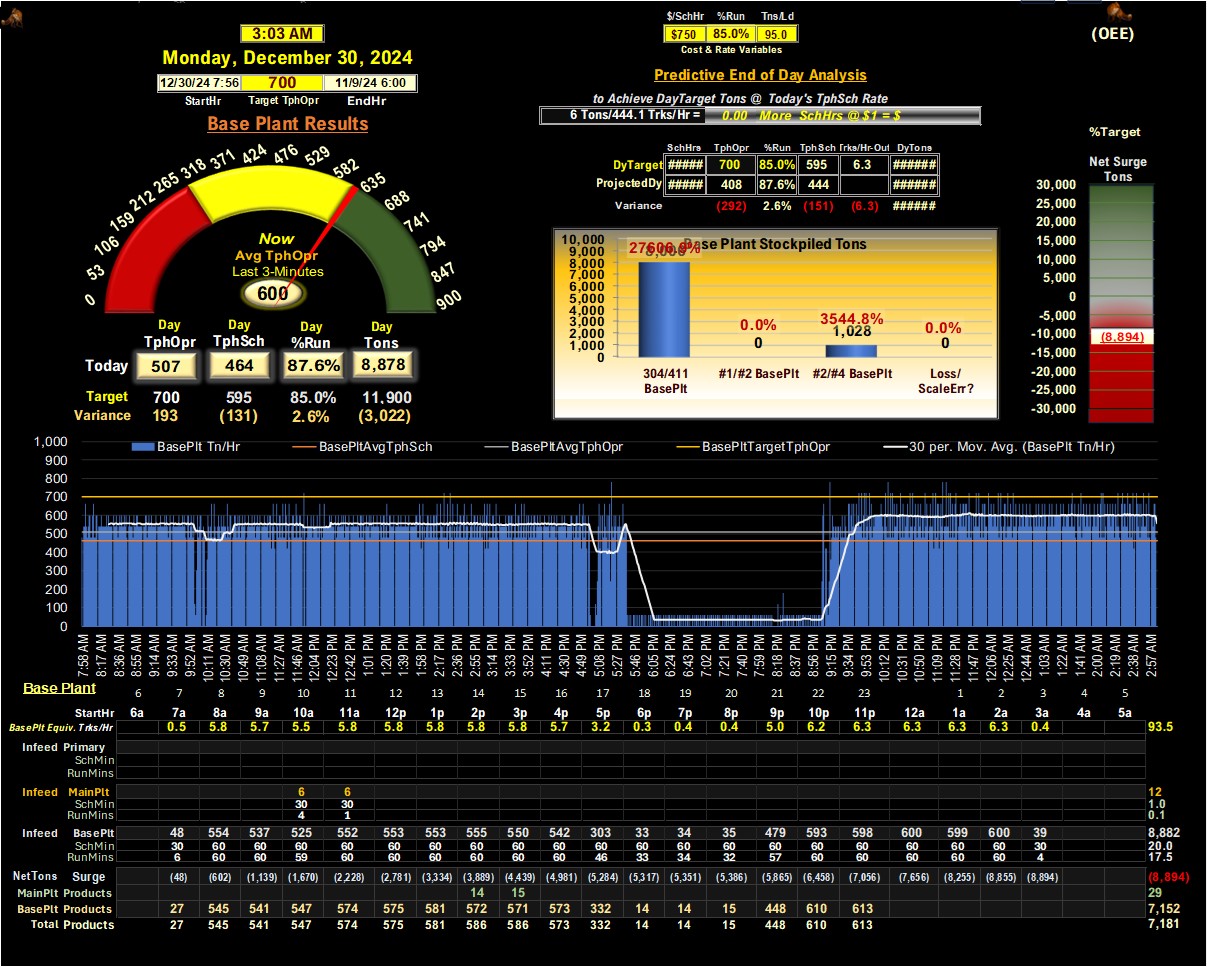 3:03 AM
Monday, December 30, 2024
12/30/24 7:56 700 11/9/24 6:00
StartHr Target TphOpr EndHr
Base Plant Results
0 53 106 159 212 265 318 371 424 476 529 582 635 688 741 794 847 900
Now
Avg TphOpr
Last 3-Minutes
600
Day TphOpr Day TphSch Day %Run Day Tons
Today 507 464 87.6% 8,878
Target 700 595 85.0% 11,900
Variance 193 (131) 2.6% (3,022)
$/SchHr %Run Tns/Ld
$750 85.0% 95.0
Cost & Rate Variables
Predictive End of Day Analysis
to Achieve DayTarget Tons @ Today's TphSch Rate
6 Tons/444.1 Trks/Hr = 0.00 More SchHrs @ $1 = $
SchHrs TphOpr %Run TphSch Trks/Hr-Out DyTons
DyTarget ##### 700 85.0% 595 6.3 ######
ProjectedDy ##### 408 87.6% 444 ######
Variance (292) 2.6% (151) (6.3) ######
Base Plant Stockpiled Tons
10,000
9,000
8,000
7,000
6,000
5,000
4,000
3,000
2,000
1,000
0
27606.9%
0.0%
0
3544.8%
1,028
0.0%
0
304/411 BasePlt
#1/#2 BasePlt
#2/#4 BasePlt
Loss/ ScaleErr?
(OEE)
%Target
Net Surge
Tons
30,000
25,000
20,000
15,000
10,000
5,000
0
-5,000
-10,000
-15,000
-20,000
-25,000
-30,000
(8,894)
BasePlt Tn/Hr BasePltAvgTphSch BasePltAvgTphOpr BasePltTargetTphOpr 30 per. Mov. Avg. (BasePlt Tn/Hr)
1,000
900
800
700
600
500
400
300
200
100
0
7:58 AM 8:17 AM 8:36 AM 8:55 AM 9:14 AM 9:33 AM 9:52 AM 10:11 AM 10:30 AM 10:49 AM 11:08 AM 11:27 AM 11:46 AM 12:04 PM 12:23 PM 12:42 PM 1:01 PM 1:20 PM 1:39 PM 1:58 PM 2:17 PM 2:36 PM 2:55 PM 3:14 PM 3:33 PM 3:52 PM 4:11 PM 4:30 PM 4:49 PM 5:08 PM 5:27 PM 5:46 PM 6:05 PM 6:24 PM 6:43 PM 7:02 PM 7:21 PM 7:40 PM 7:59 PM 8:18 PM 8:37 PM 8:56 PM 9:15 PM 9:34 PM 9:53 PM 10:12 PM 10:31 PM 10:50 PM 11:09 PM 11:28 PM 11:47 PM 12:06 AM 12:25 AM 12:44 AM 1:03 AM 1:22 AM 1:41 AM 2:00 AM 2:19 AM 2:38 AM 2:57 AM
Base Plant 6 7 8 9 10 11 12 13 14 15 16 17 18 19 20 21 22 23 1 2 3 4 5
StartHr 6a 7a 8a 9a 10a 11a 12p 1p 2p 3p 4p 5p 6p 7p 8p 9p 10p 11p 12a 1a 2a 3a 4a 5a
BasePlt Equiv. Trks/Hr 0.5 5.8 5.7 5.5 5.8 5.8 5.8 5.8 5.8 5.7 3.2 0.3 0.4 0.4 5.0 6.2 6.3 6.3 6.3 6.3 0.4 93.5
Infeed Primary
SchMin
RunMins
Infeed MainPlt 6 6 12
SchMin 30 30 1.0
RunMins 4 1 0.1
Infeed BasePlt 48 554 537 525 552 553 553 555 550 542 303 33 34 35 479 593 598 600 599 600 39 8,882
SchMin 30 60 60 60 60 60 60 60 60 60 60 60 60 60 60 60 60 60 60 60 30 20.0
RunMins 6 60 60 59 60 60 60 60 60 60 46 33 34 32 57 60 60 60 60 60 4 17.5
NetTons Surge (48) (602) (1,139) (1,670) (2,228) (2,781) (3,334) (3,889) (4,439) (4,981) (5,284) (5,317) (5,351) (5,386) (5,865) (6,458) (7,056) (7,656) (8,255) (8,855) (8,894) (8,894)
MainPlt Products 14 15 29
BasePlt Products 27 545 541 547 574 575 581 572 571 573 332 14 14 15 448 610 613 7,152
Total Products 27 545 541 547 574 575 581 586 586 573 332 14 14 15 448 610 613 7,181